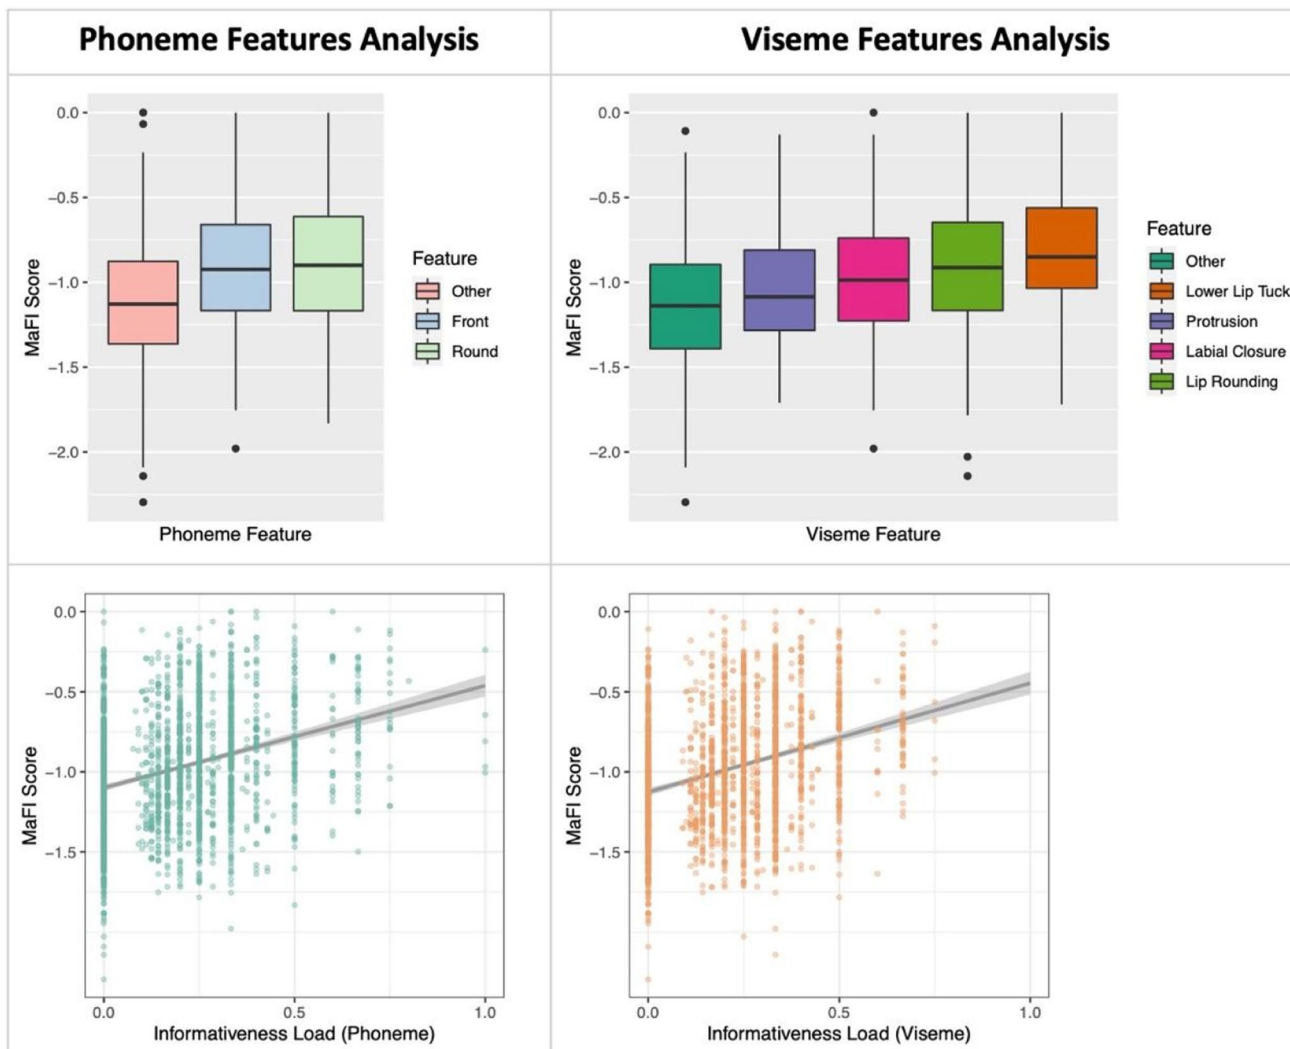 Phoneme Features Analysis
Viseme Features Analysis
0.0
−0.5
−1.0
−1.5
−2.0
MaFI Score
Phoneme Feature
Feature
Other
Front
Round
0.0
−0.5
−1.0
−1.5
−2.0
MaFI Score
Viseme Feature
Feature
Other
Lower Lip Tuck
Protrusion
Labial Closure
Lip Rounding
0.0
−0.5
−1.0
−1.5
MaFI Score
0.0 0.5 1.0
Informativeness Load (Phoneme)
0.0
−0.5
−1.0
−1.5
MaFI Score
0.0 0.5 1.0
Informativeness Load (Viseme)